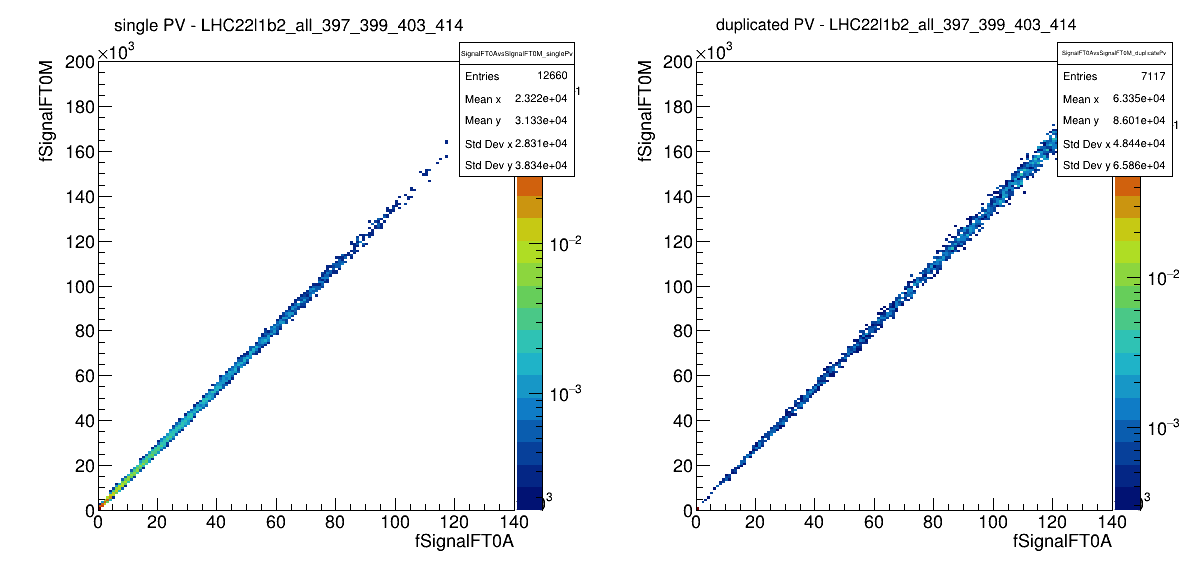 single PV - LHC22l1b2_all_397_399_403_414
×10³
fSignalFT0M
200
180
160
140
120
100
80
60
40
20
0
0
20
40
60
80
100
120
140
fSignalFT0A
SignalFT0AvsSignalFT0M_singlePv
Entries 12660
Mean x 2.322e+04
Mean y 3.133e+04
Std Dev x 2.831e+04
Std Dev y 3.834e+04
1
10⁻²
10⁻³
3
duplicated PV - LHC22l1b2_all_397_399_403_414
×10³
fSignalFT0M
200
180
160
140
120
100
80
60
40
20
0
0
20
40
60
80
100
120
140
fSignalFT0A
SignalFT0AvsSignalFT0M_duplicatePv
Entries 7117
Mean x 6.335e+04
Mean y 8.601e+04
Std Dev x 4.844e+04
Std Dev y 6.586e+04
1
10⁻²
10⁻³
3